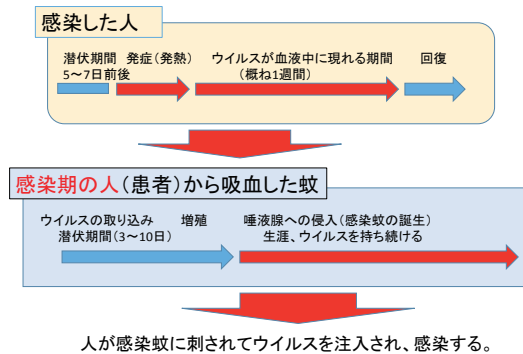 感染した人
潜伏期間 発症(発熱) ウイルスが血液中に現れる期間 回復
5～7日前後 (概ね1週間)
感染期の人(患者)から吸血した蚊
ウイルスの取り込み 増殖 唾液腺への侵入(感染蚊の誕生)
潜伏期間(3～10日) 生涯、ウイルスを持ち続ける
人が感染蚊に刺されてウイルスを注入され、感染する。